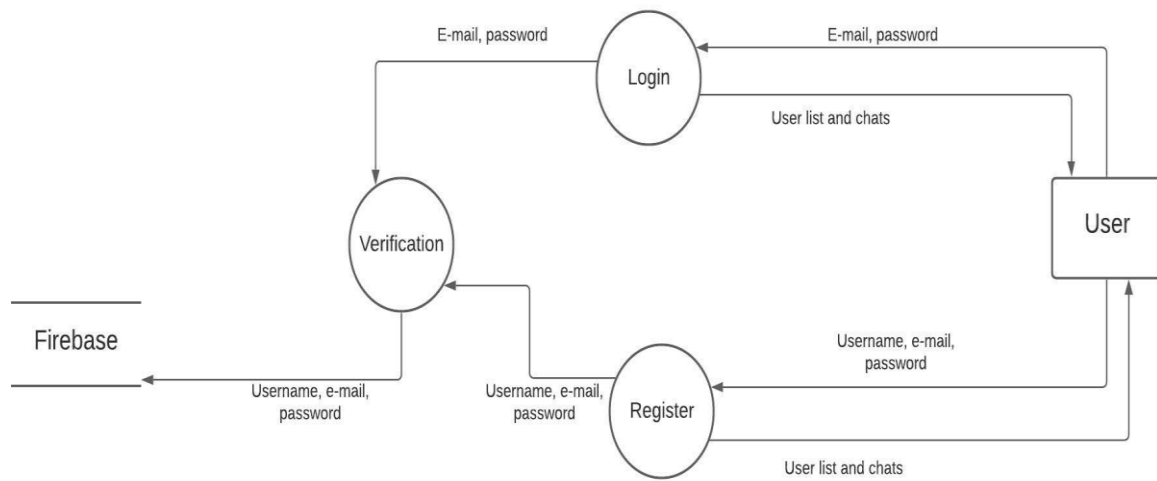 E-mail, password
E-mail, password
Login
User list and chats
Verification
User
Firebase
Username, e-mail,
password
Username, e-mail,
password
Username, e-mail,
password
Register
User list and chats